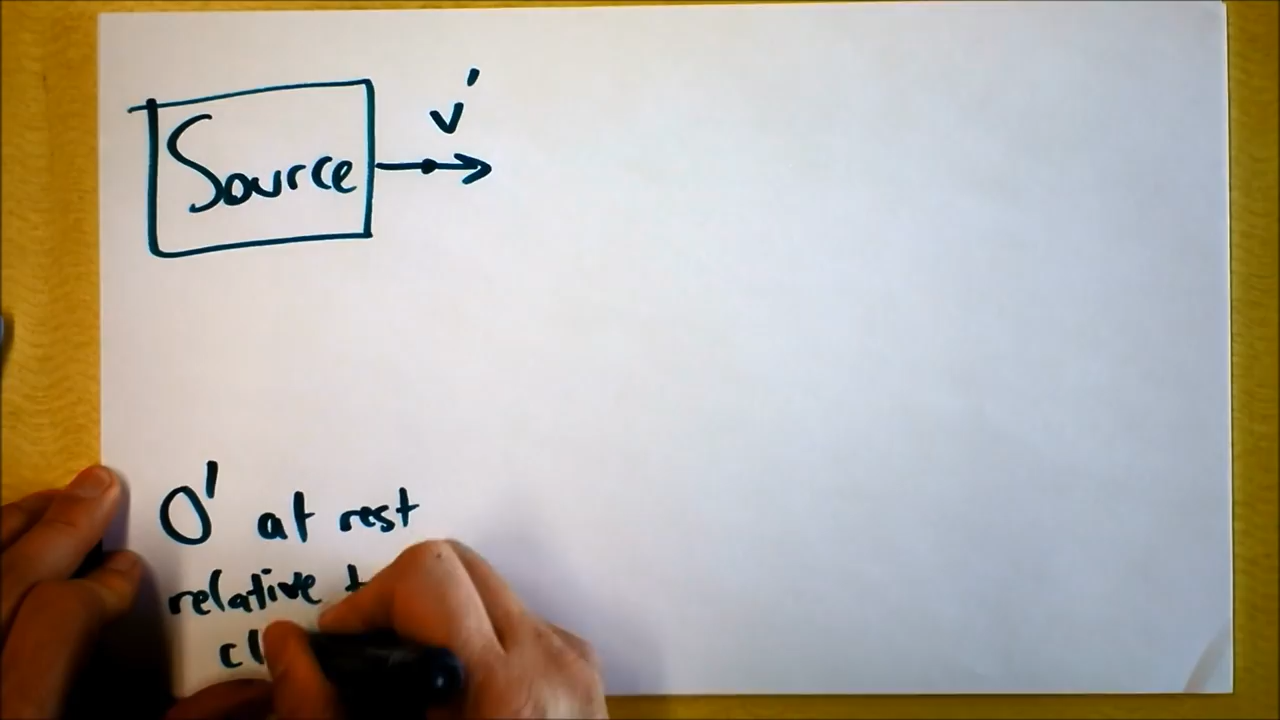 v'
Source
O' at rest
relative